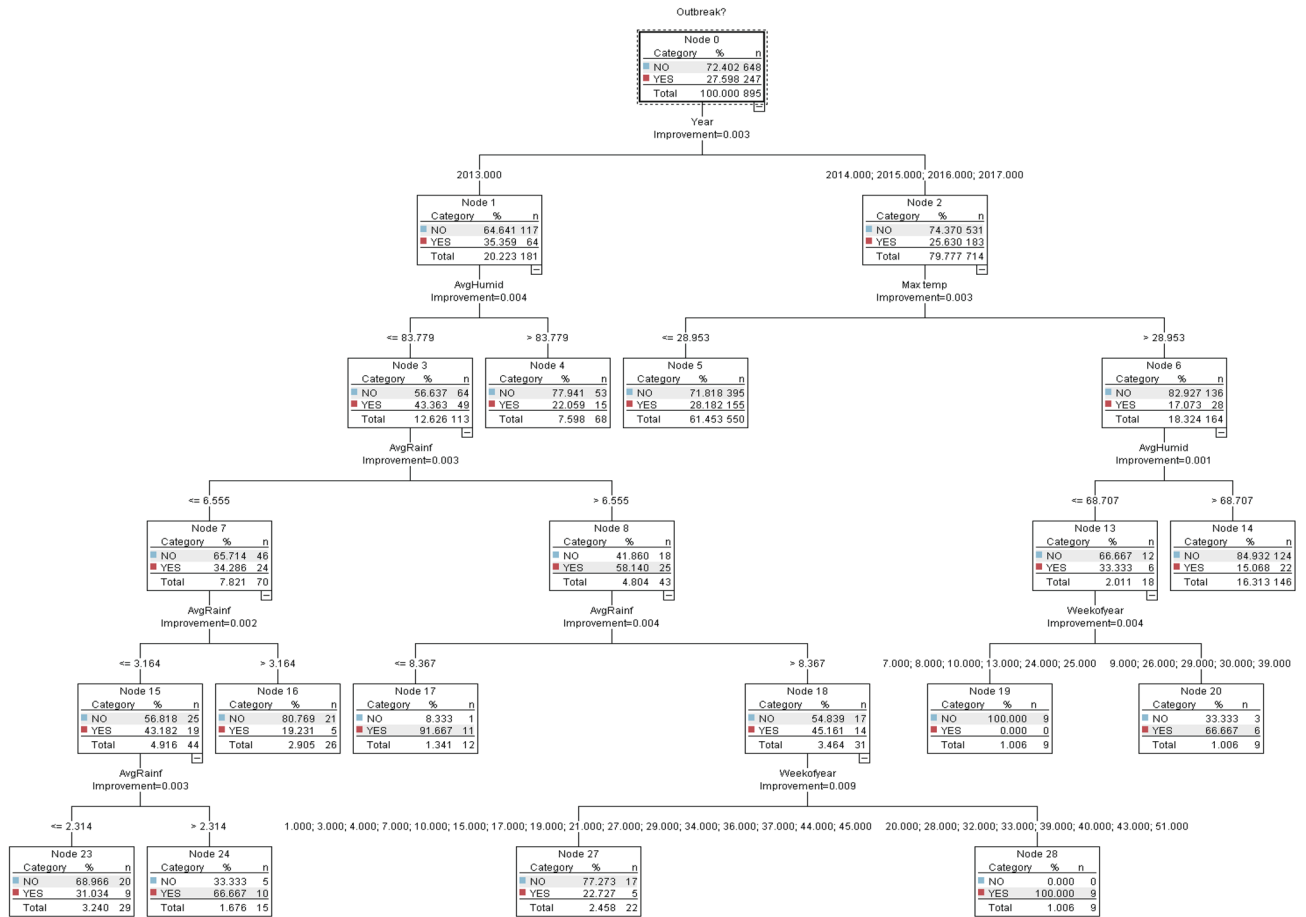 Outbreak?
Node 0
Category % n
NO 72.402 648
YES 27.598 247
Total 100.000 895
Year
Improvement=0.003
2013.000
2014.000; 2015.000; 2016.000; 2017.000
Node 1
Category % n
NO 64.641 117
YES 35.359 64
Total 20.223 181
Node 2
Category % n
NO 74.370 531
YES 25.630 183
Total 79.777 714
AvgHumid
Improvement=0.004
Max temp
Improvement=0.003
<= 83.779
> 83.779
<= 28.953
> 28.953
Node 3
Category % n
NO 56.637 64
YES 43.363 49
Total 12.626 113
Node 4
Category % n
NO 77.941 53
YES 22.059 15
Total 7.598 68
Node 5
Category % n
NO 71.818 395
YES 28.182 155
Total 61.453 550
Node 6
Category % n
NO 82.927 136
YES 17.073 28
Total 18.324 164
AvgRainf
Improvement=0.003
AvgHumid
Improvement=0.001
<= 6.555
> 6.555
<= 68.707
> 68.707
Node 7
Category % n
NO 65.714 46
YES 34.286 24
Total 7.821 70
Node 8
Category % n
NO 41.860 18
YES 58.140 25
Total 4.804 43
Node 13
Category % n
NO 66.667 12
YES 33.333 6
Total 2.011 18
Node 14
Category % n
NO 84.932 124
YES 15.068 22
Total 16.313 146
AvgRainf
Improvement=0.002
AvgRainf
Improvement=0.004
Weekofyear
Improvement=0.004
<= 3.164
> 3.164
<= 8.367
> 8.367
7.000; 8.000; 10.000; 13.000; 24.000; 25.000
9.000; 26.000; 29.000; 30.000; 39.000
Node 15
Category % n
NO 56.818 25
YES 43.182 19
Total 4.916 44
Node 16
Category % n
NO 80.769 21
YES 19.231 5
Total 2.905 26
Node 17
Category % n
NO 8.333 1
YES 91.667 11
Total 1.341 12
Node 18
Category % n
NO 54.839 17
YES 45.161 14
Total 3.464 31
Node 19
Category % n
NO 100.000 9
YES 0.000 0
Total 1.006 9
Node 20
Category % n
NO 33.333 3
YES 66.667 6
Total 1.006 9
AvgRainf
Improvement=0.003
Weekofyear
Improvement=0.009
<= 2.314
> 2.314
1.000; 3.000; 4.000; 7.000; 10.000; 15.000; 17.000; 19.000; 21.000; 27.000; 29.000; 34.000; 36.000; 37.000; 44.000; 45.000
20.000; 28.000; 32.000; 33.000; 39.000; 40.000; 43.000; 51.000
Node 23
Category % n
NO 68.966 20
YES 31.034 9
Total 3.240 29
Node 24
Category % n
NO 33.333 5
YES 66.667 10
Total 1.676 15
Node 27
Category % n
NO 77.273 17
YES 22.727 5
Total 2.458 22
Node 28
Category % n
NO 0.000 0
YES 100.000 9
Total 1.006 9